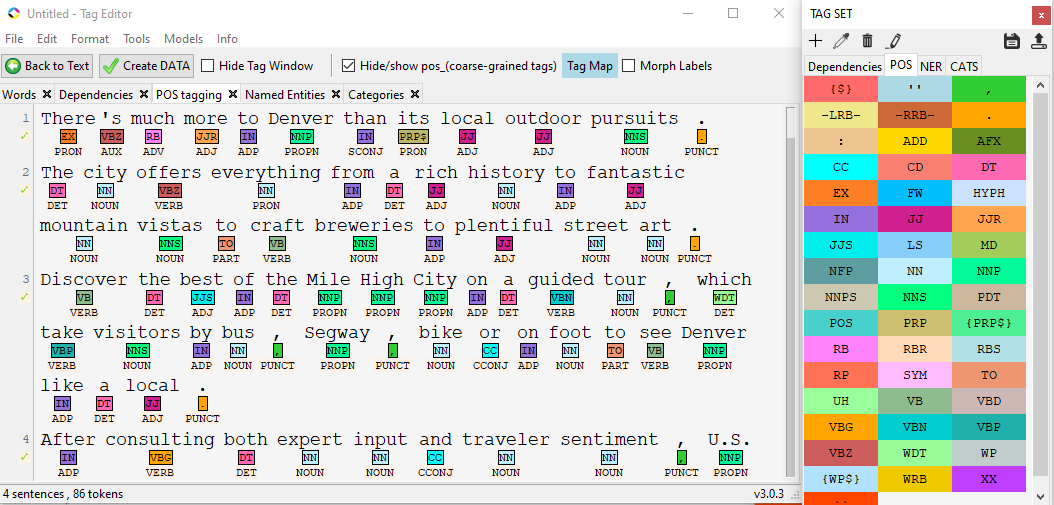 Untitled - Tag Editor
File Edit Format Tools Models Info
Back to Text Create DATA Hide Tag Window Hide/show pos_(coarse-grained tags) Tag Map Morph Labels
Words Dependencies POS tagging Named Entities Categories
1 There's much more to Denver than its local outdoor pursuits .
EX VBZ RB JJR IN NNP IN PRP$ JJ JJ NNS .
PRON AUX ADV ADJ ADP PROPN SCONJ PRON ADJ ADJ NOUN PUNCT
2 The city offers everything from a rich history to fantastic
DT NN VBZ NN IN DT JJ NN IN JJ
DET NOUN VERB PRON ADP DET ADJ NOUN ADP ADJ
mountain vistas to craft breweries to plentiful street art .
NN NNS TO VB NNS IN JJ NN NN .
NOUN NOUN PART VERB NOUN ADP ADJ NOUN NOUN PUNCT
3 Discover the best of the Mile High City on a guided tour , which
VB DT JJS IN DT NNP NNP NNP IN DT VBN NN , WDT
VERB DET ADJ ADP DET PROPN PROPN PROPN ADP DET VERB NOUN PUNCT DET
take visitors by bus , Segway , bike or on foot to see Denver
VBP NNS IN NN , NNP , NN CC IN NN TO VB NNP
VERB NOUN ADP NOUN PUNCT PROPN PUNCT NOUN CCONJ ADP NOUN PART VERB PROPN
like a local .
IN DT JJ .
ADP DET ADJ PUNCT
4 After consulting both expert input and traveler sentiment , U.S.
IN VBG DT NN NN CC NN NN , NNP
ADP VERB DET NOUN NOUN CCONJ NOUN NOUN PUNCT PROPN
4 sentences , 86 tokens v3.0.3
TAG SET
Dependencies POS NER CATS
{$} '' ,
-LRB- -RRB- .
: ADD AFX
CC CD DT
EX FW HYPH
IN JJ JJR
JJS LS MD
NFP NN NNP
NNPS NNS PDT
POS PRP {PRP$}
RB RBR RBS
RP SYM TO
UH VB VBD
VBG VBN VBP
VBZ WDT WP
{WP$} WRB XX
``